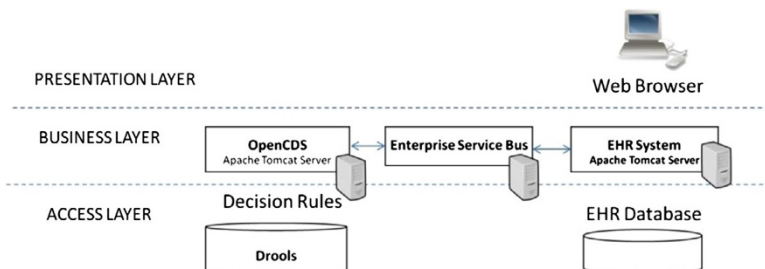 PRESENTATION LAYER
Web Browser
BUSINESS LAYER
OpenCDS
Apache Tomcat Server
Enterprise Service Bus
EHR System
Apache Tomcat Server
ACCESS LAYER
Decision Rules
EHR Database
Drools